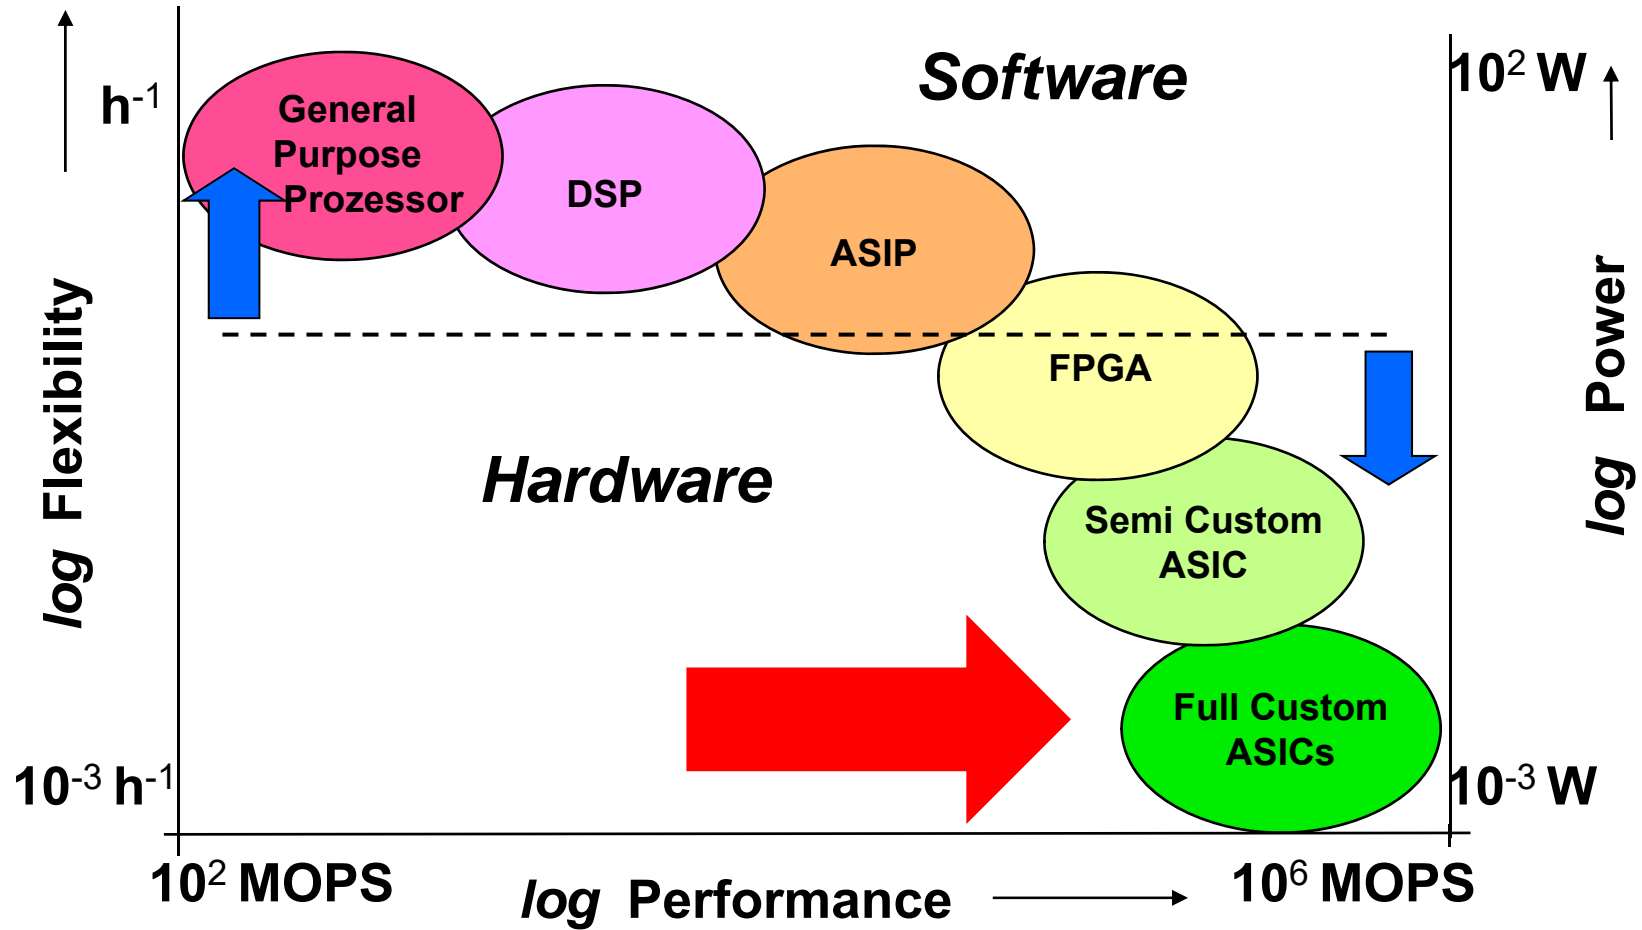 Software
10² W
h⁻¹
General
Purpose
Prozessor
DSP
ASIP
FPGA
Hardware
Semi Custom
ASIC
Full Custom
ASICs
log Flexibility
log Power
10⁻³ h⁻¹
10⁻³ W
10² MOPS
log Performance
10⁶ MOPS